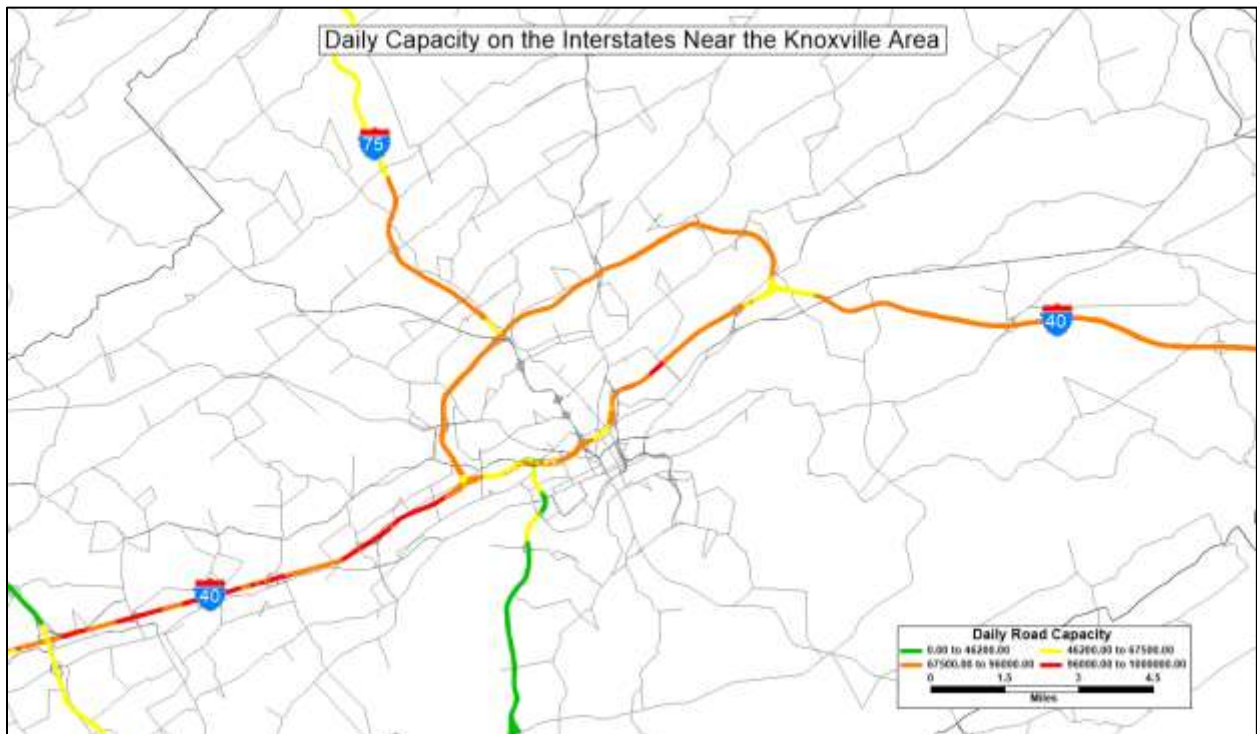 Daily Capacity on the Interstates Near the Knoxville Area
75
40
40
Daily Road Capacity
0.00 to 46200.00 46200.00 to 67500.00
67500.00 to 96000.00 96000.00 to 1000000.00
0 1.5 3 4.5
Miles